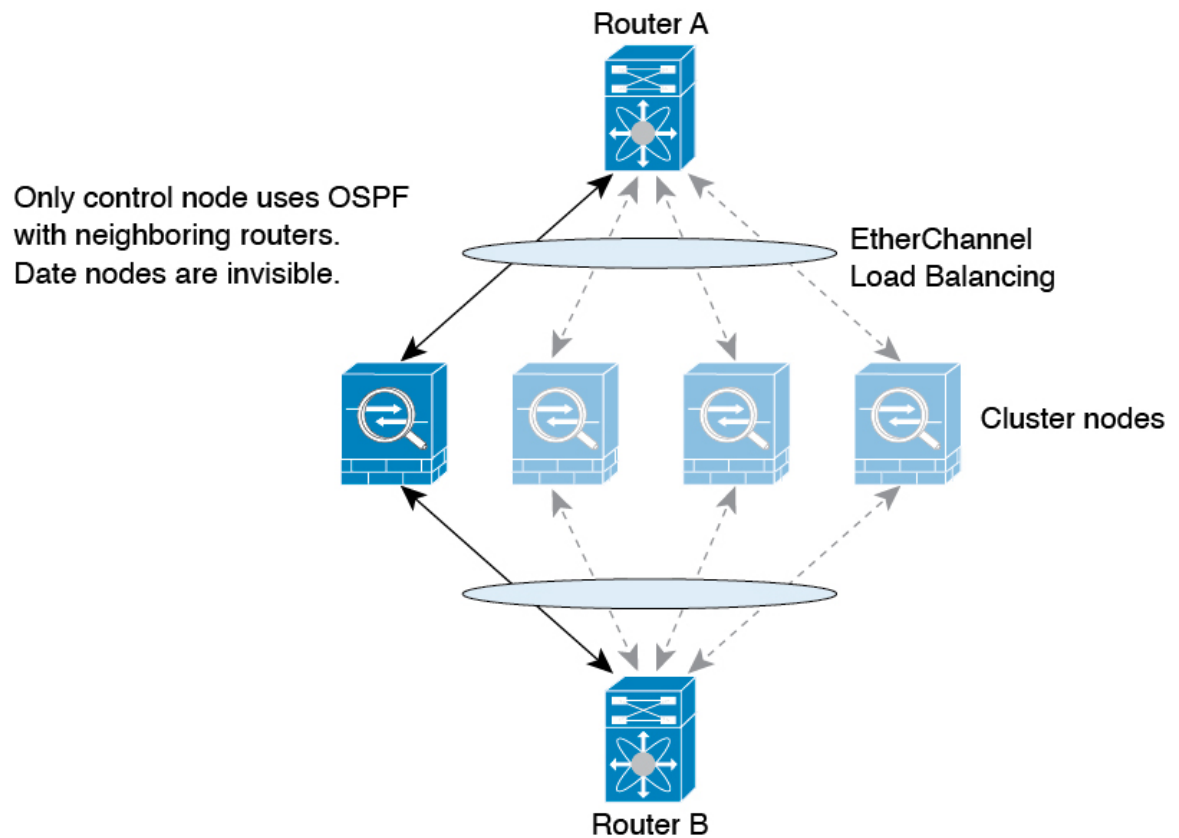 Router A
Only control node uses OSPF
with neighboring routers.
Date nodes are invisible.
EtherChannel
Load Balancing
Cluster nodes
Router B